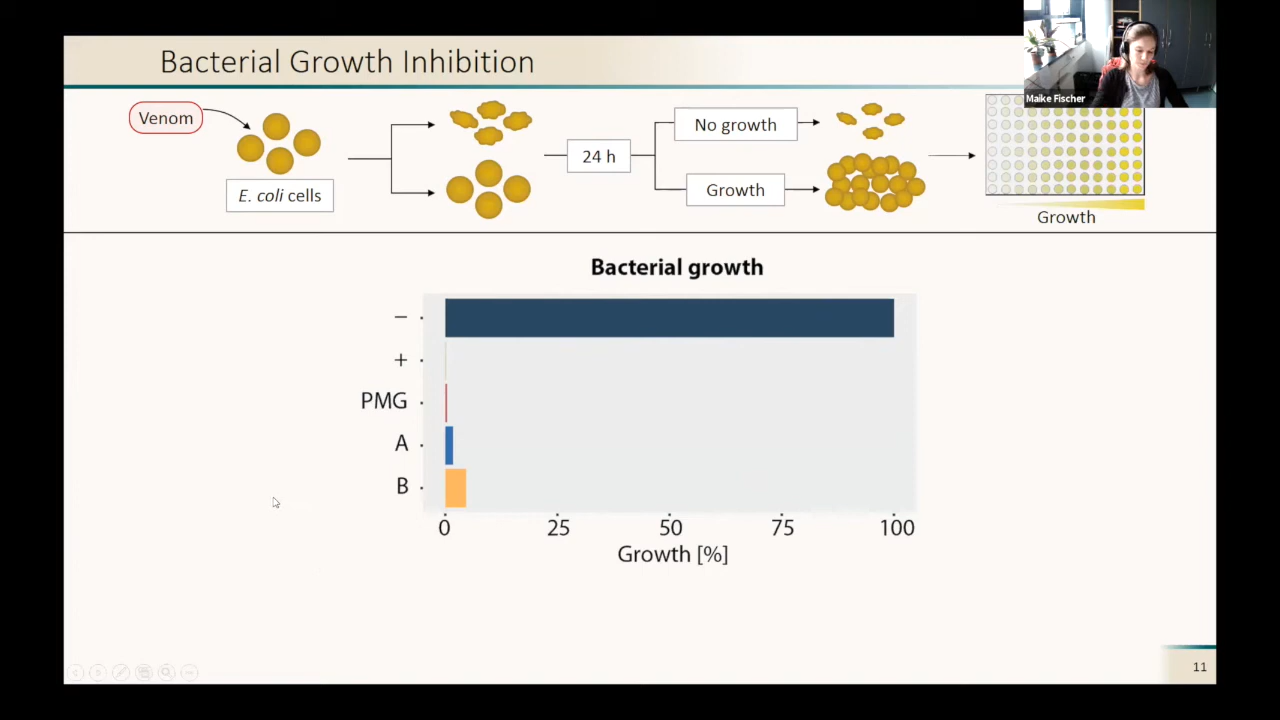 Bacterial Growth Inhibition
Maike Fischer
Venom
E. coli cells
24 h
No growth
Growth
Growth
Bacterial growth
−
+
PMG
A
B
0 25 50 75 100
Growth [%]
11